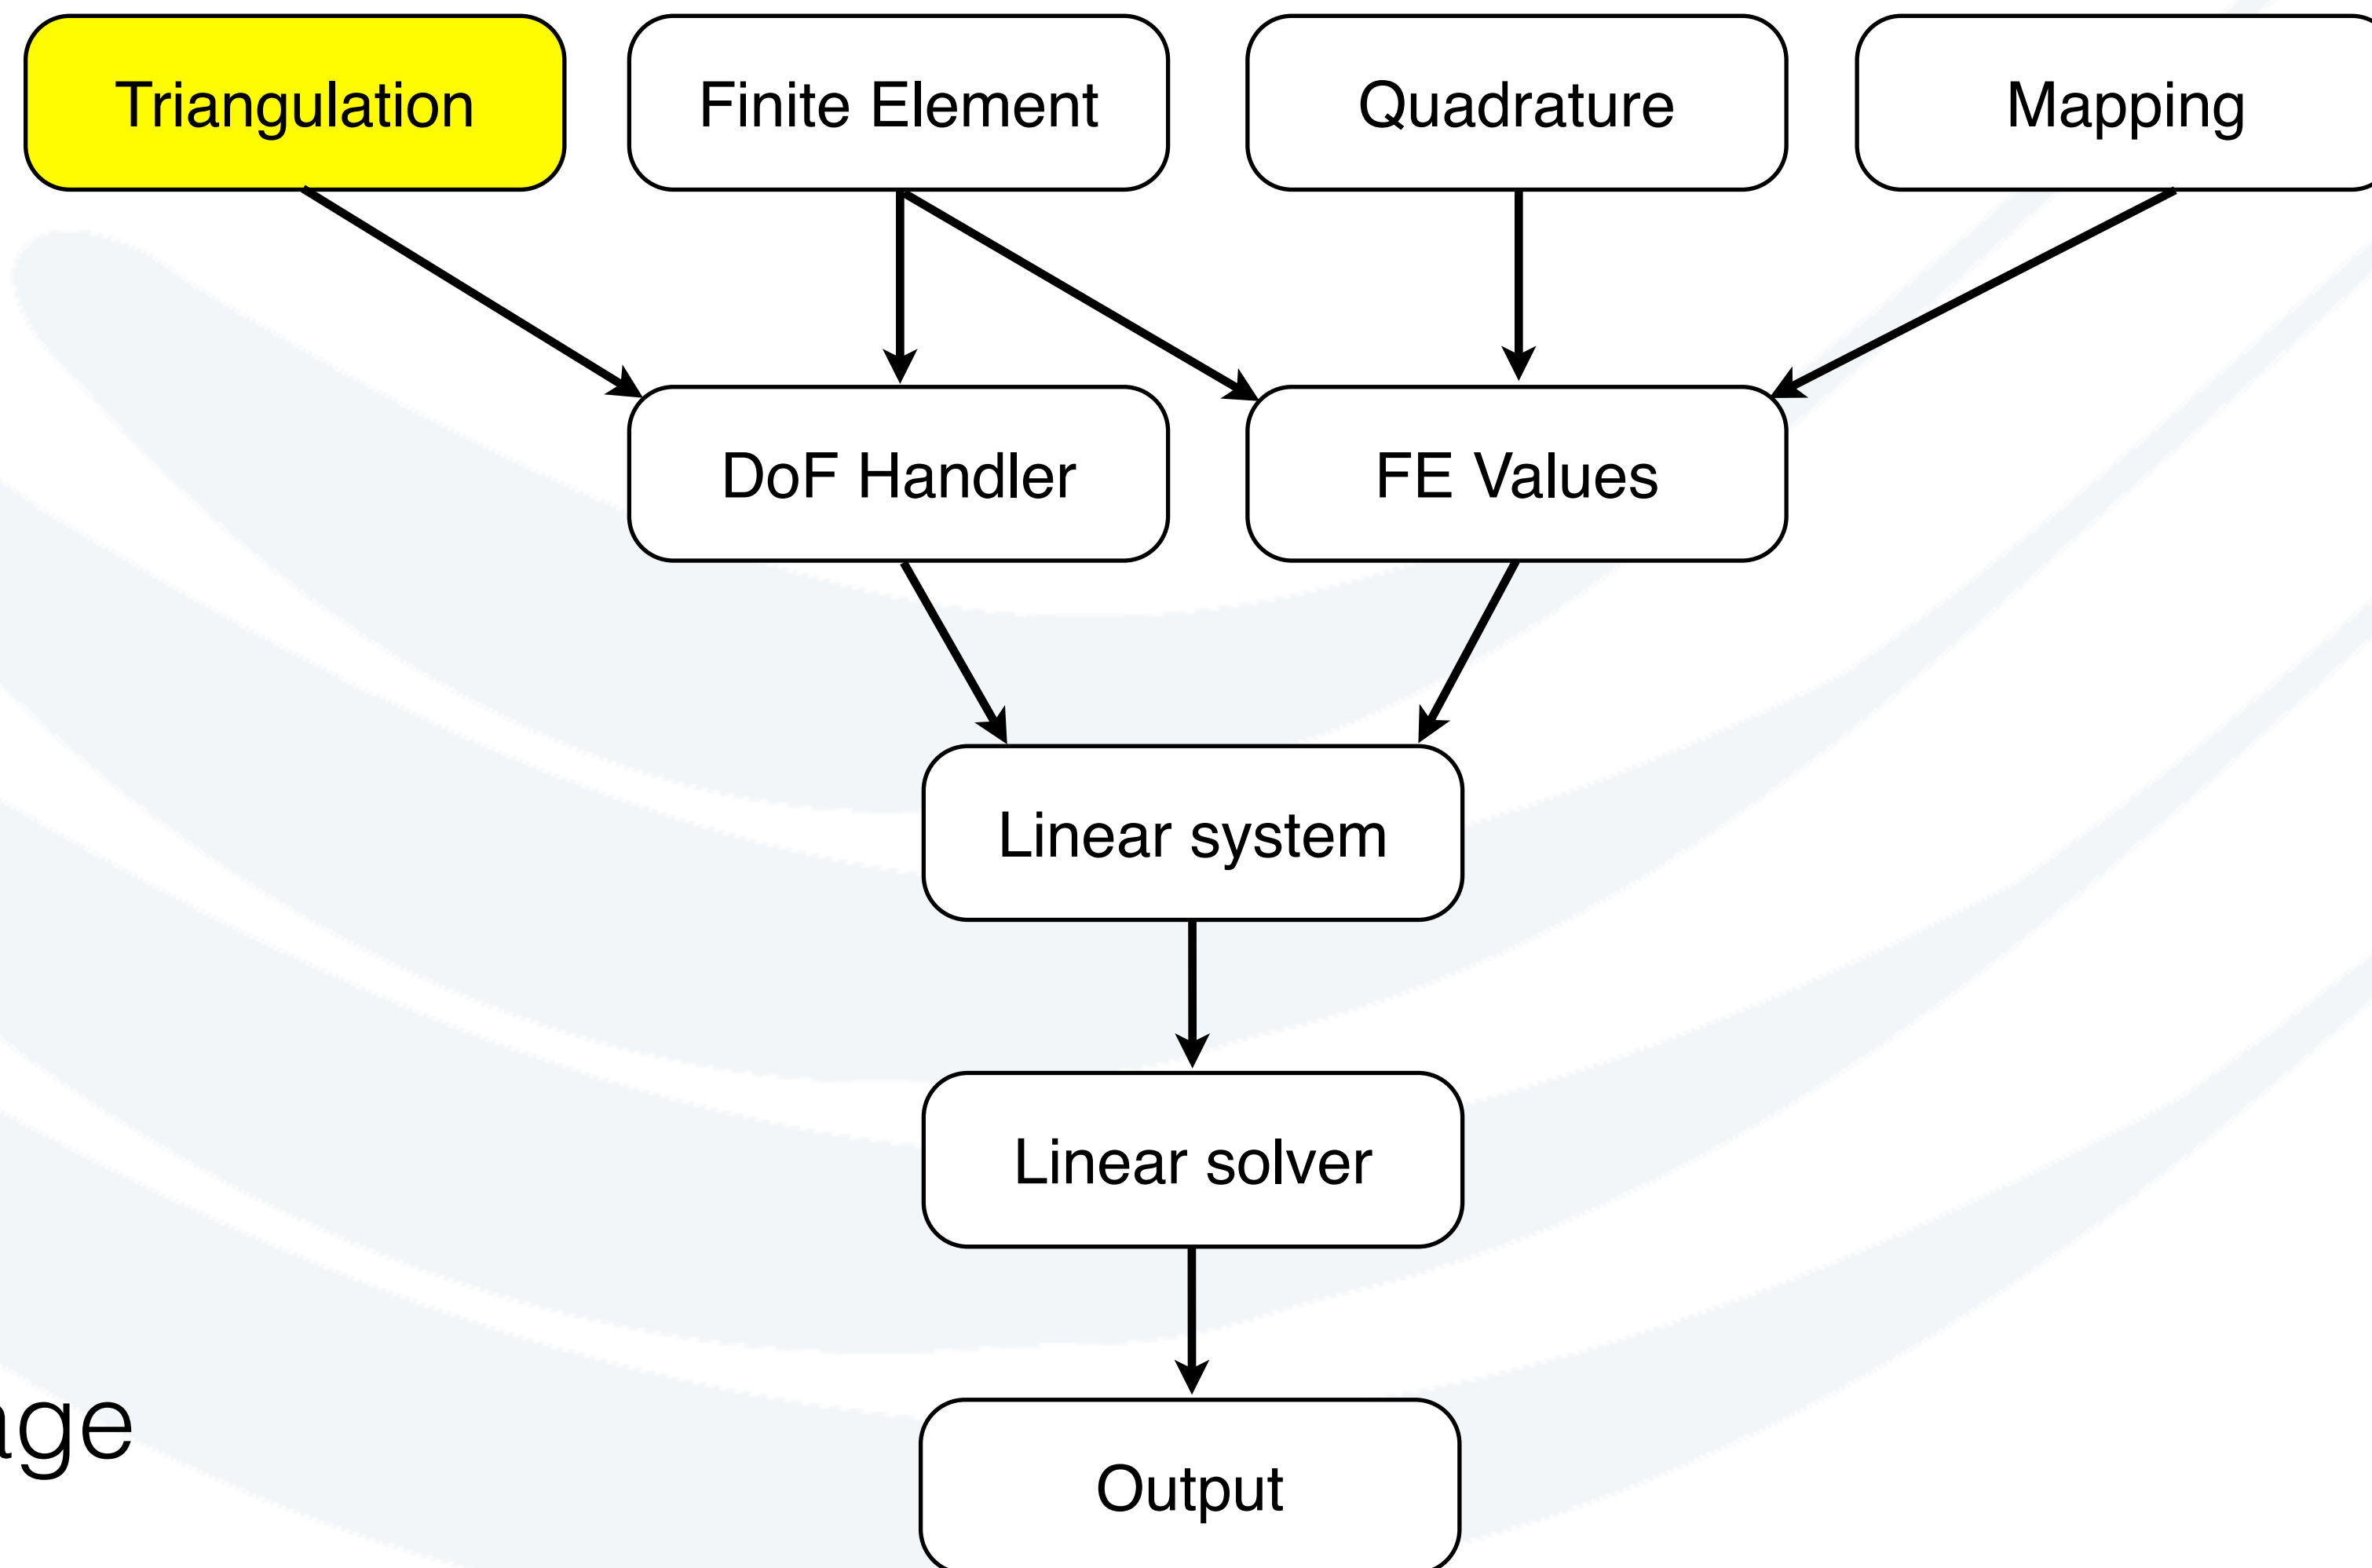 Triangulation
Finite Element
Quadrature
Mapping
DoF Handler
FE Values
Linear system
Linear solver
Output